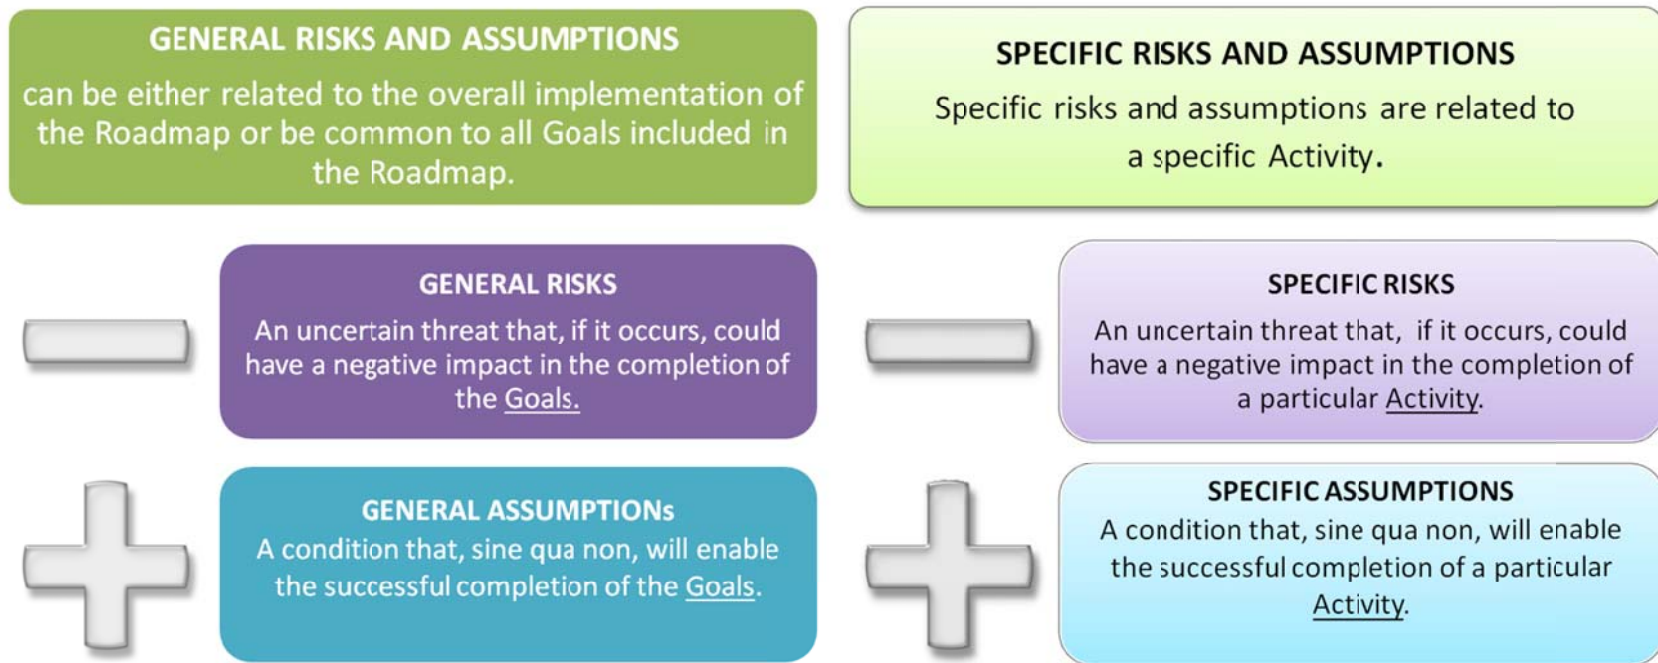 GENERAL RISKS AND ASSUMPTIONS
can be either related to the overall implementation of
the Roadmap or be common to all Goals included in
the Roadmap.
SPECIFIC RISKS AND ASSUMPTIONS
Specific risks and assumptions are related to
a specific Activity.
GENERAL RISKS
An uncertain threat that, if it occurs, could
have a negative impact in the completion of
the Goals.
SPECIFIC RISKS
An uncertain threat that, if it occurs, could
have a negative impact in the completion of
a particular Activity.
GENERAL ASSUMPTIONs
A condition that, sine qua non, will enable
the successful completion of the Goals.
SPECIFIC ASSUMPTIONS
A condition that, sine qua non, will enable
the successful completion of a particular
Activity.